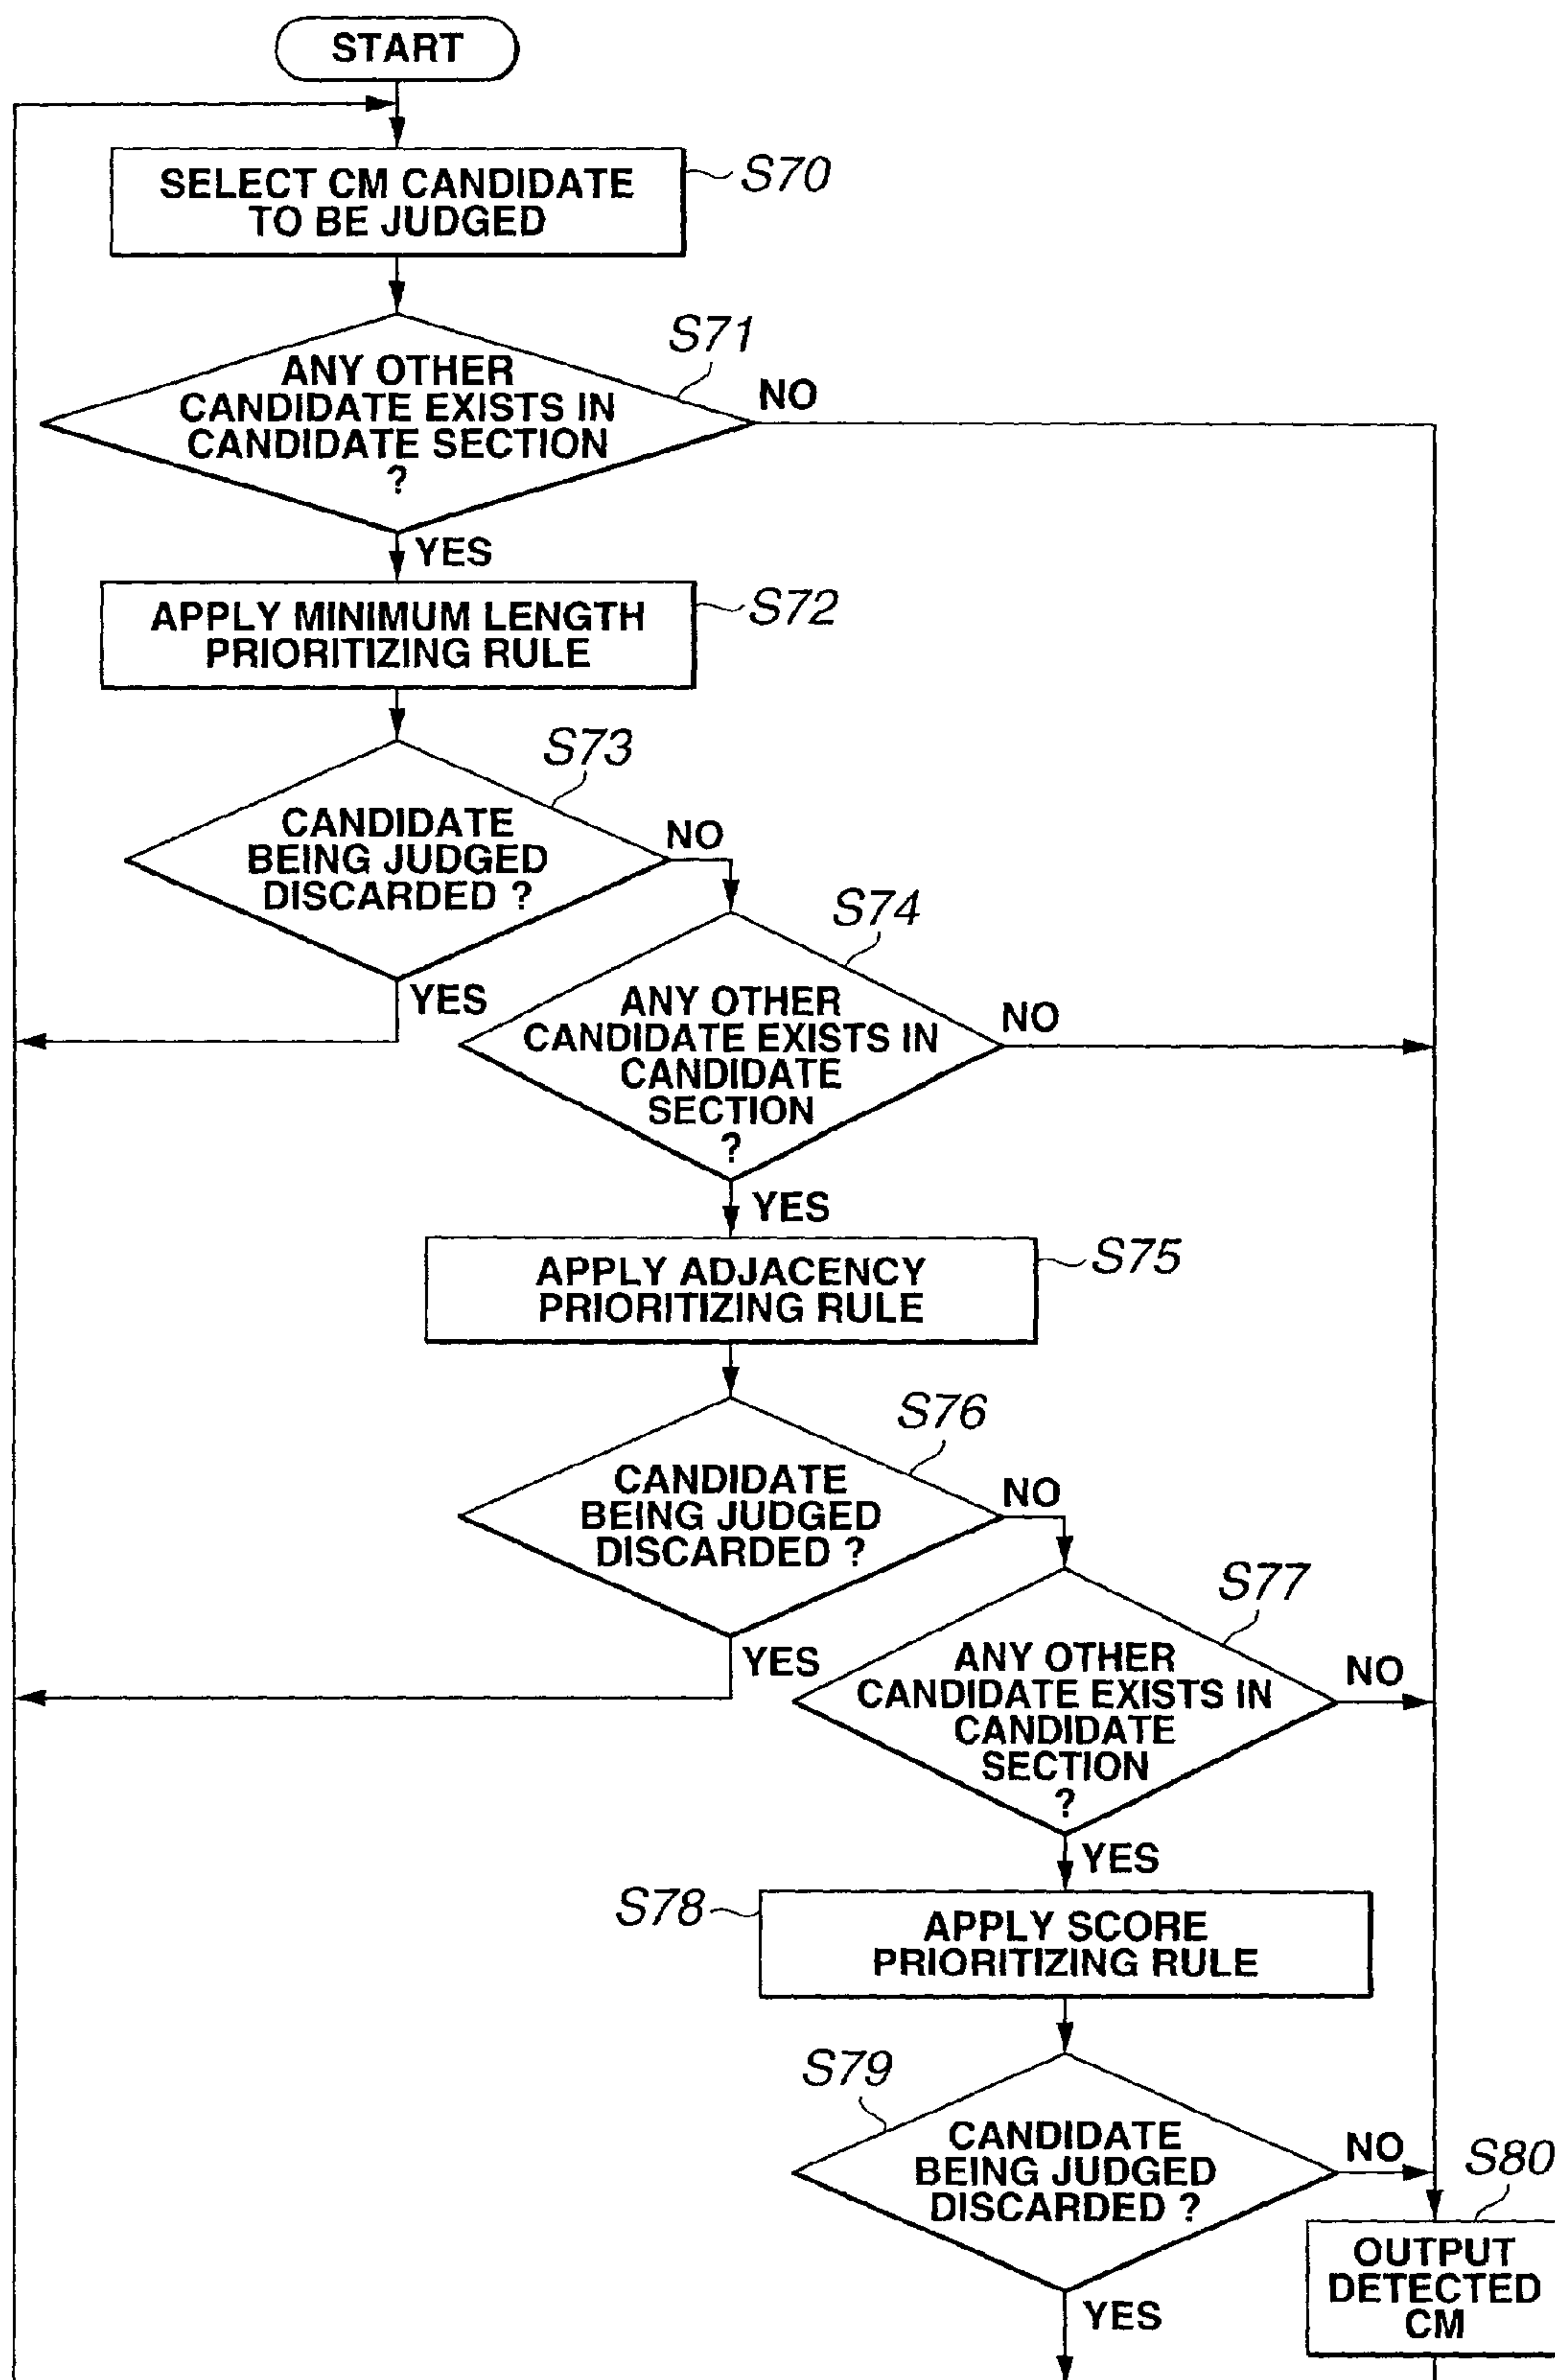 START
SELECT CM CANDIDATE
TO BE JUDGED
S70
S71
ANY OTHER
CANDIDATE EXISTS IN
CANDIDATE SECTION
?
NO
YES
APPLY MINIMUM LENGTH
PRIORITIZING RULE
S72
S73
CANDIDATE
BEING JUDGED
DISCARDED ?
NO
YES
S74
ANY OTHER
CANDIDATE EXISTS IN
CANDIDATE
SECTION
?
NO
YES
APPLY ADJACENCY
PRIORITIZING RULE
S75
S76
CANDIDATE
BEING JUDGED
DISCARDED ?
NO
YES
S77
ANY OTHER
CANDIDATE EXISTS IN
CANDIDATE
SECTION
?
NO
YES
S78
APPLY SCORE
PRIORITIZING RULE
S79
CANDIDATE
BEING JUDGED
DISCARDED ?
NO
YES
S80
OUTPUT
DETECTED
CM